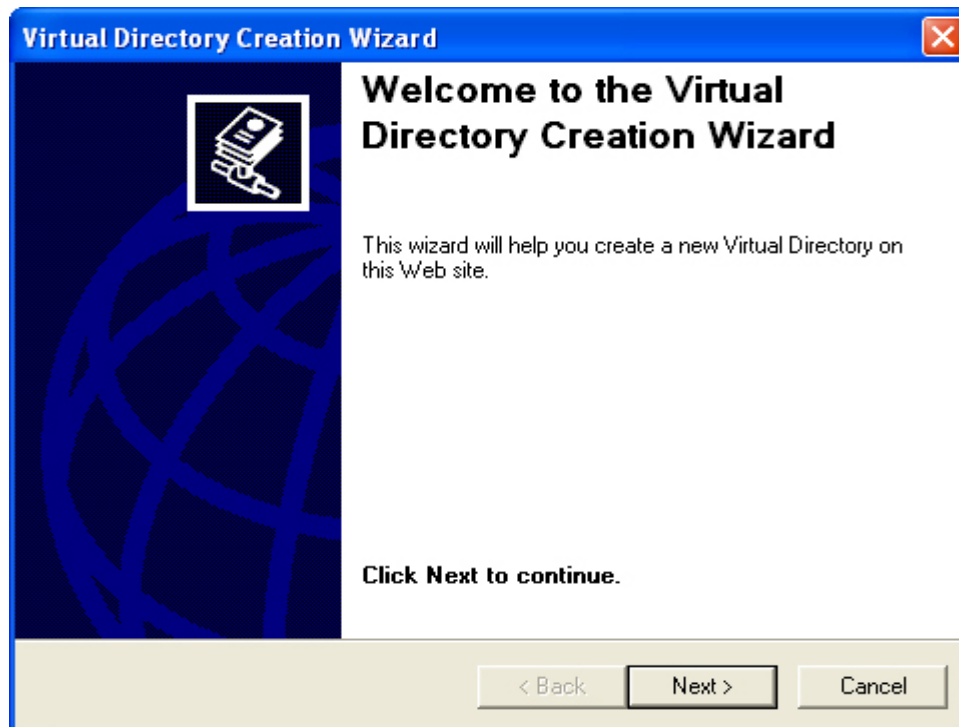 Virtual Directory Creation Wizard
Welcome to the Virtual
Directory Creation Wizard
This wizard will help you create a new Virtual Directory on
this Web site.
Click Next to continue.
< Back
Next >
Cancel